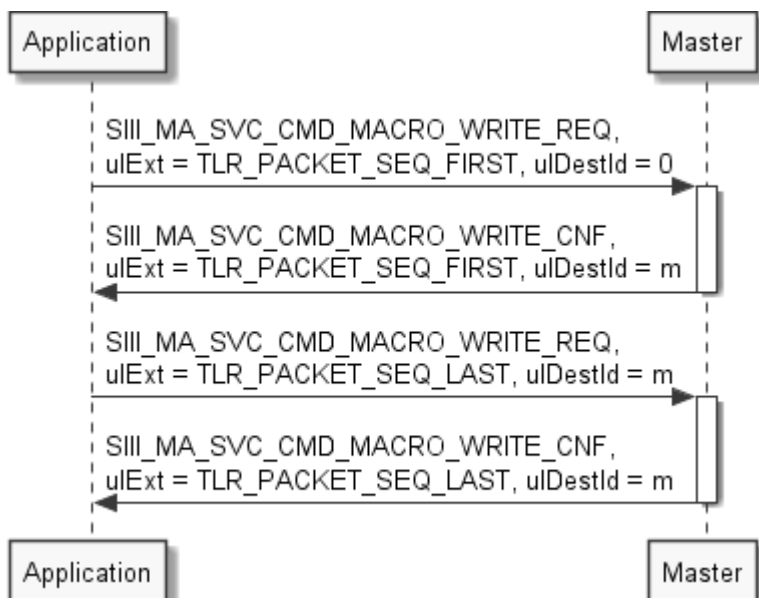 Application
Master
SIII_MA_SVC_CMD_MACRO_WRITE_REQ,
ulExt = TLR_PACKET_SEQ_FIRST, ulDestId = 0
SIII_MA_SVC_CMD_MACRO_WRITE_CNF,
ulExt = TLR_PACKET_SEQ_FIRST, ulDestId = m
SIII_MA_SVC_CMD_MACRO_WRITE_REQ,
ulExt = TLR_PACKET_SEQ_LAST, ulDestId = m
SIII_MA_SVC_CMD_MACRO_WRITE_CNF,
ulExt = TLR_PACKET_SEQ_LAST, ulDestId = m
Application
Master